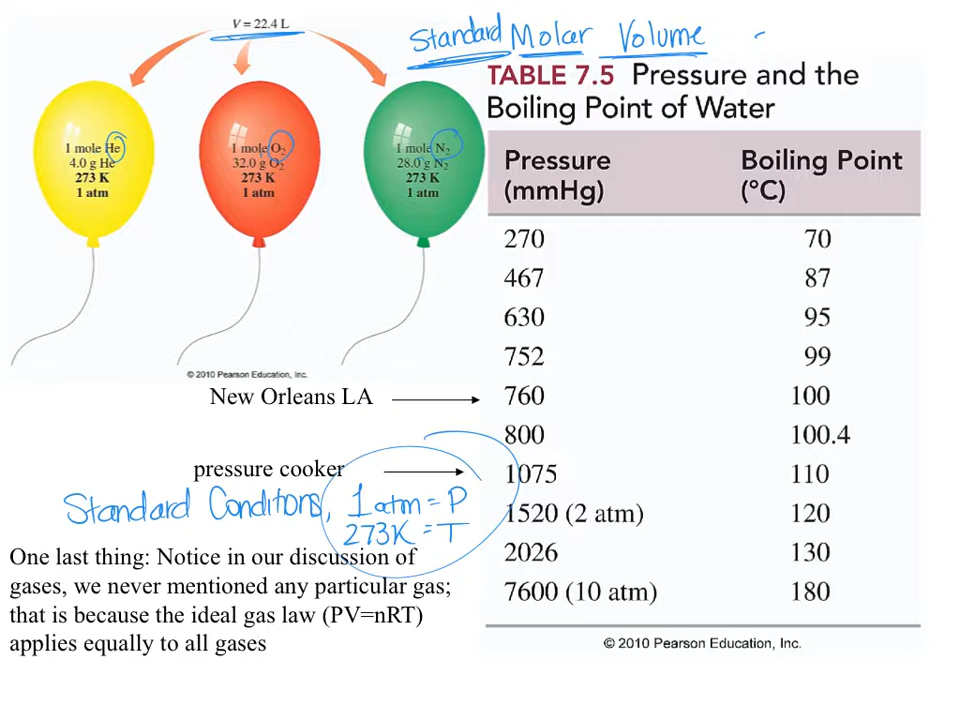 V = 22.4 L
Standard Molar Volume
1 mole He
4.0 g He
273 K
1 atm
1 mole O₂
32.0 g O₂
273 K
1 atm
1 mole N₂
28.0 g N₂
273 K
1 atm
© 2010 Pearson Education, Inc.
TABLE 7.5 Pressure and the
Boiling Point of Water
Pressure Boiling Point
(mmHg) (°C)
270 70
467 87
630 95
752 99
New Orleans LA 760 100
800 100.4
pressure cooker 1075 110
1520 (2 atm) 120
2026 130
7600 (10 atm) 180
© 2010 Pearson Education, Inc.
Standard Conditions, 1 atm = P
273K = T
One last thing: Notice in our discussion of
gases, we never mentioned any particular gas;
that is because the ideal gas law (PV=nRT)
applies equally to all gases